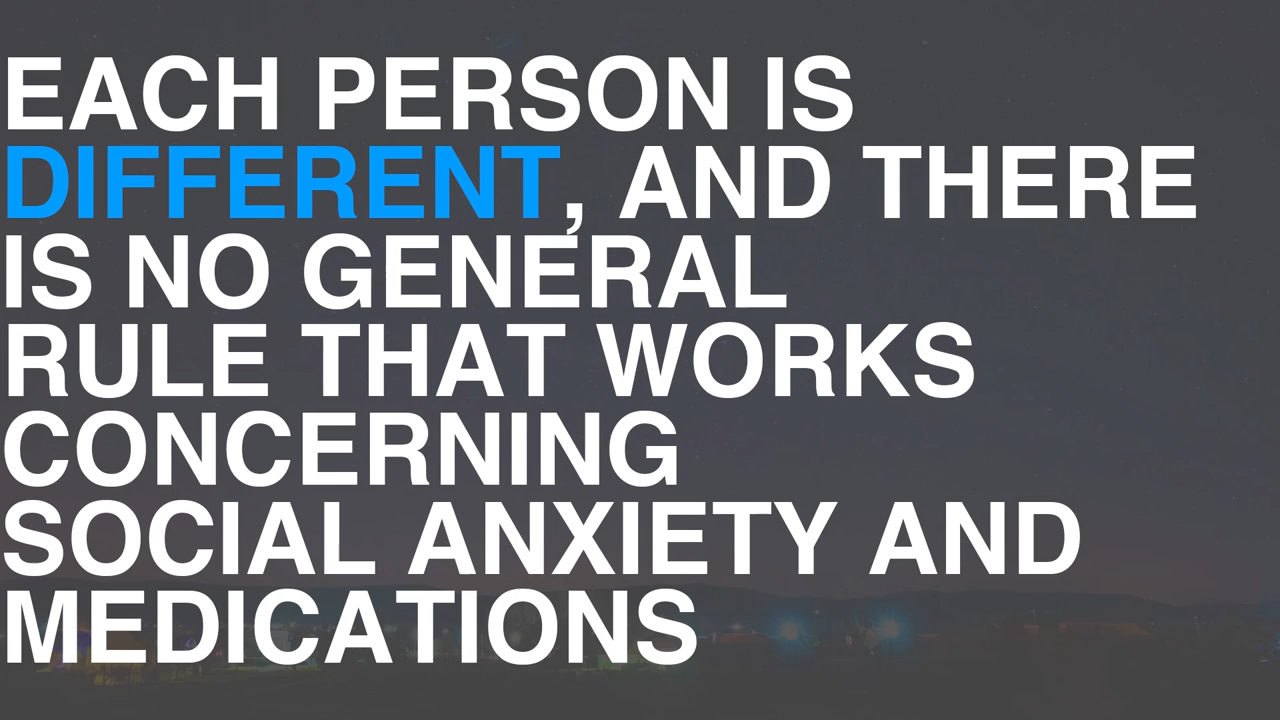 EACH PERSON IS
DIFFERENT, AND THERE
IS NO GENERAL
RULE THAT WORKS
CONCERNING
SOCIAL ANXIETY AND
MEDICATIONS